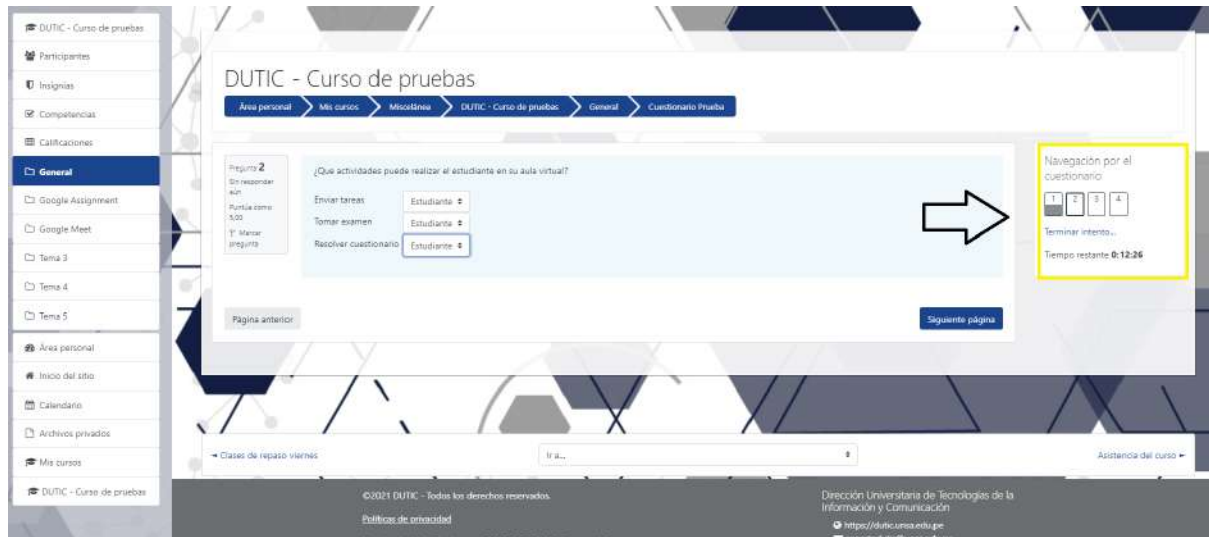 DUTIC - Curso de pruebas
Participantes
Insignias
Competencias
Calificaciones
General
Google Assignment
Google Meet
Tema 3
Tema 4
Tema 5
Área personal
Inicio del sitio
Calendario
Archivos privados
Mis cursos
DUTIC - Curso de pruebas
DUTIC - Curso de pruebas
Área personal
Mis cursos
Miscelánea
DUTIC - Curso de pruebas
General
Cuestionario Prueba
Pregunta 2
Sin responder
aún
Puntúa como
5,00
Marcar
pregunta
¿Que actividades puede realizar el estudiante en su aula virtual?
Enviar tareas Estudiante
Tomar examen Estudiante
Resolver cuestionario Estudiante
Página anterior
Siguiente página
Navegación por el
cuestionario
1 2 3 4
Terminar intento...
Tiempo restante 0:12:26
◄ Clases de repaso viernes
Ir a...
Asistencia del curso ►
©2021 DUTIC - Todos los derechos reservados.
Políticas de privacidad
Dirección Universitaria de Tecnologías de la
Información y Comunicación
https://dutic.unsa.edu.pe